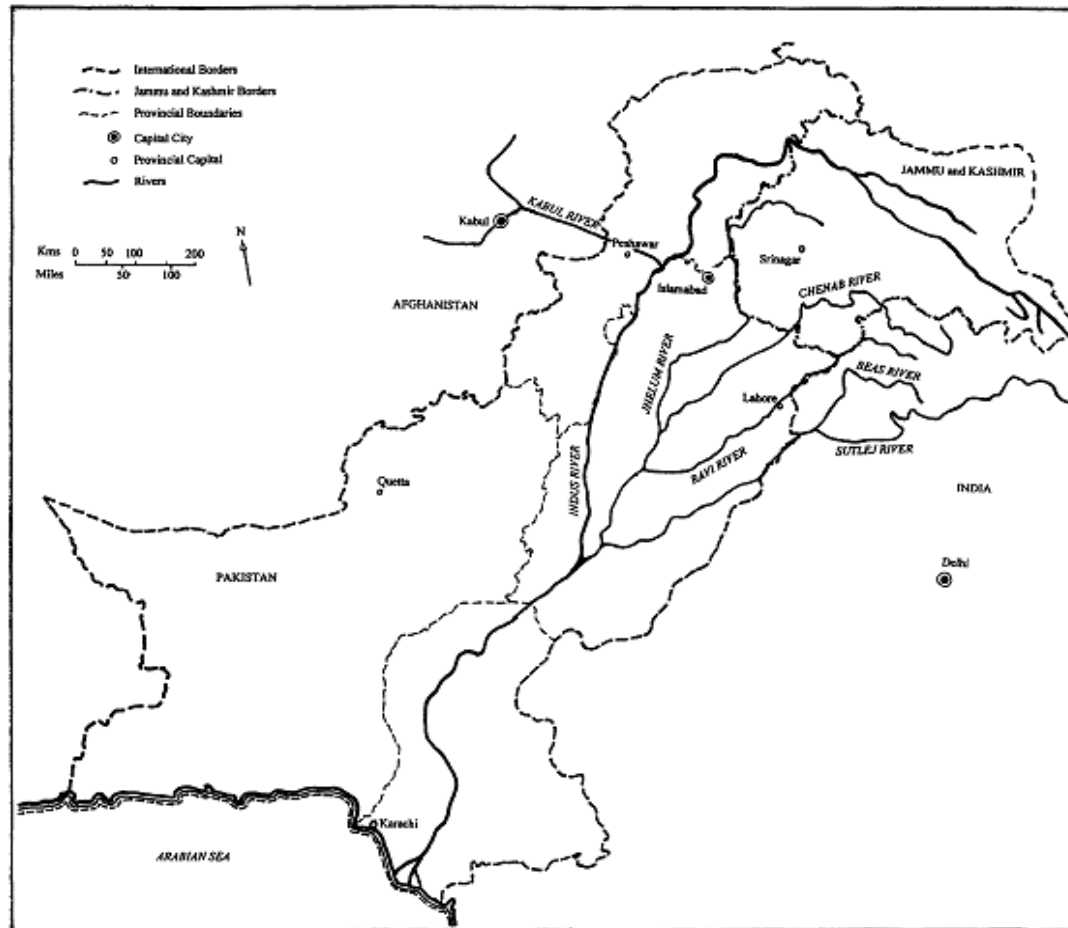 International Borders
Jammu and Kashmir Borders
Provincial Boundaries
Capital City
Provincial Capital
Rivers
N
Kms 0 50 100 200
Miles 50 100
JAMMU and KASHMIR
KABUL RIVER
Kabul
Peshawar
Srinagar
Islamabad
CHENAB RIVER
AFGHANISTAN
JHELUM RIVER
BEAS RIVER
Lahore
SUTLEJ RIVER
RAVI RIVER
INDUS RIVER
Quetta
INDIA
Delhi
PAKISTAN
Karachi
ARABIAN SEA